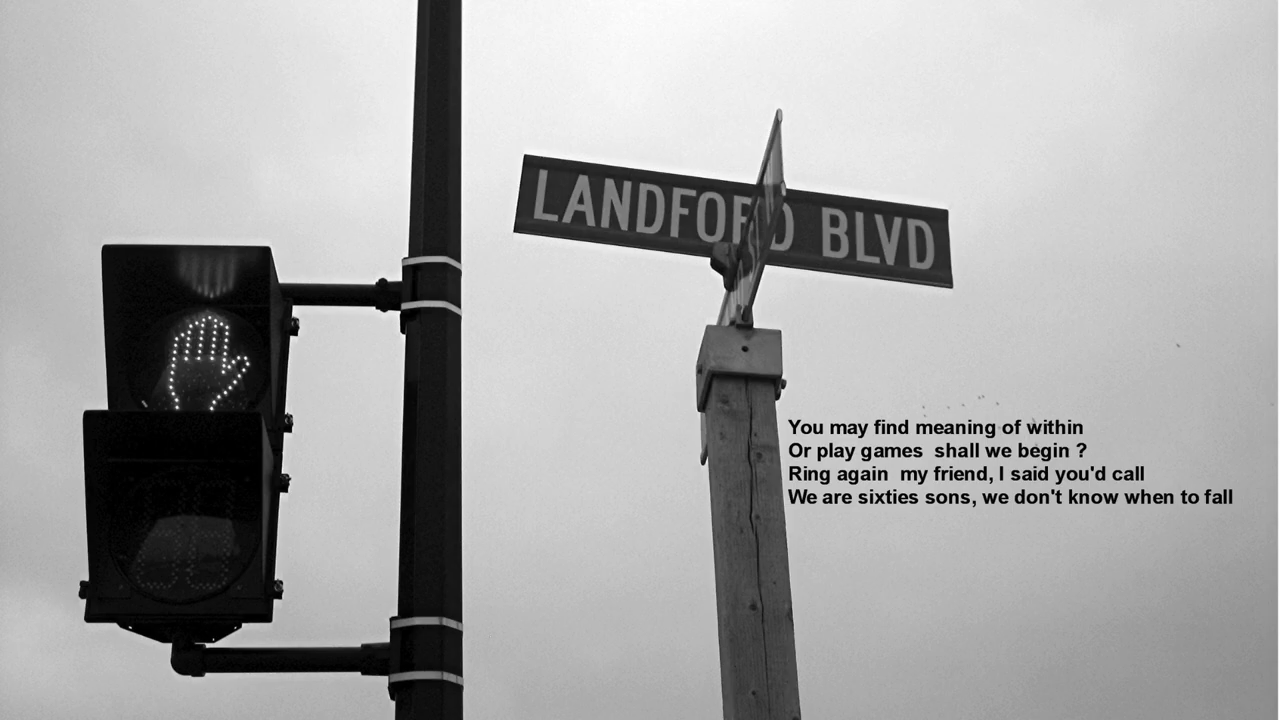 LANDFORD BLVD
You may find meaning of within
Or play games  shall we begin ?
Ring again  my friend, I said you'd call
We are sixties sons, we don't know when to fall